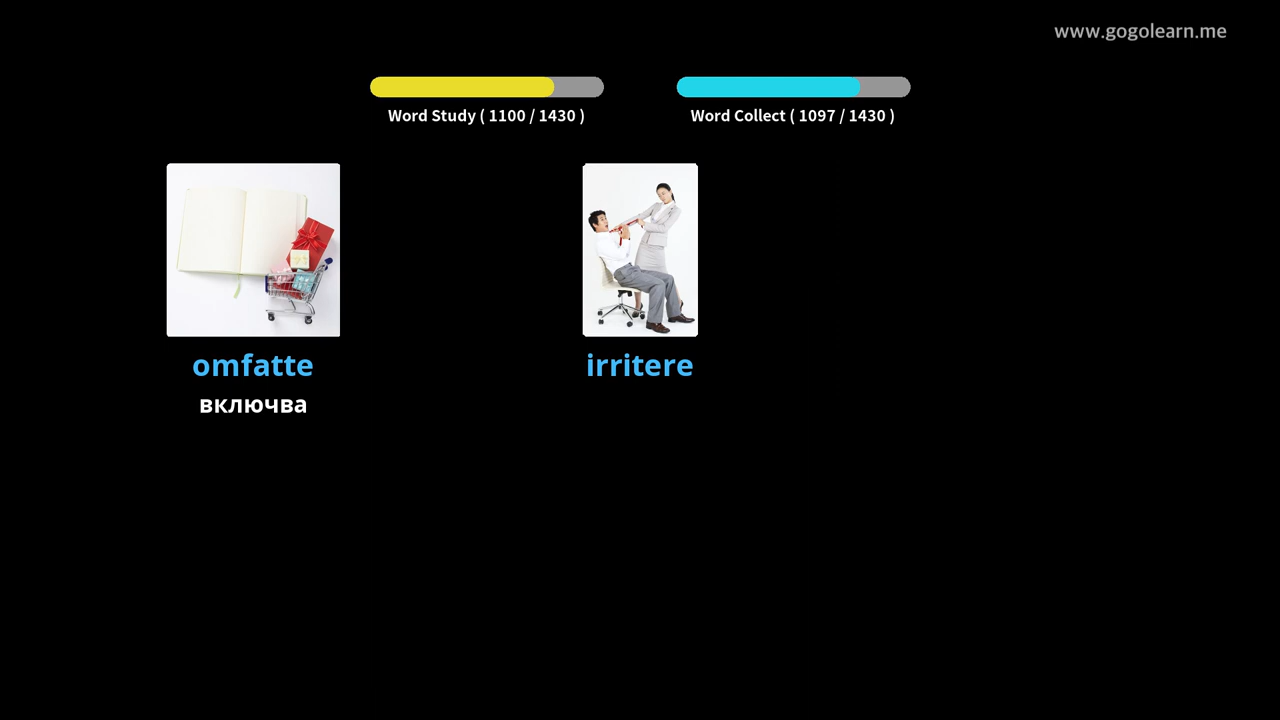 www.gogolearn.me
Word Study ( 1100 / 1430 )
Word Collect ( 1097 / 1430 )
omfatte
включва
irritere